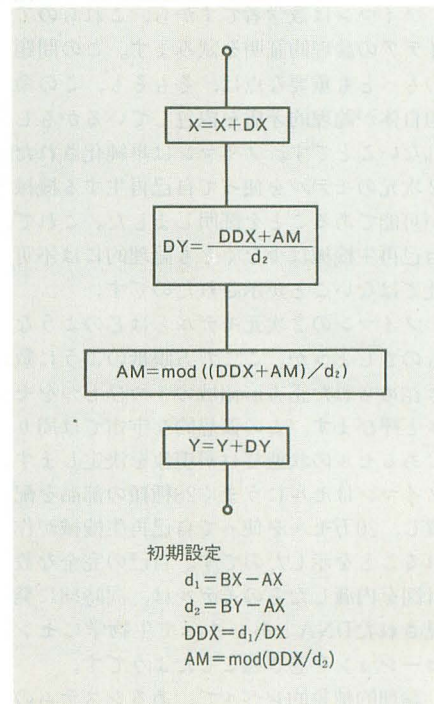 X=X+DX
DY= DDX+AM
d₂
AM=mod ((DDX+AM)/d₂)
Y=Y+DY
初期設定
d₁=BX−AX
d₂=BY−AX
DDX=d₁/DX
AM=mod(DDX/d₂)